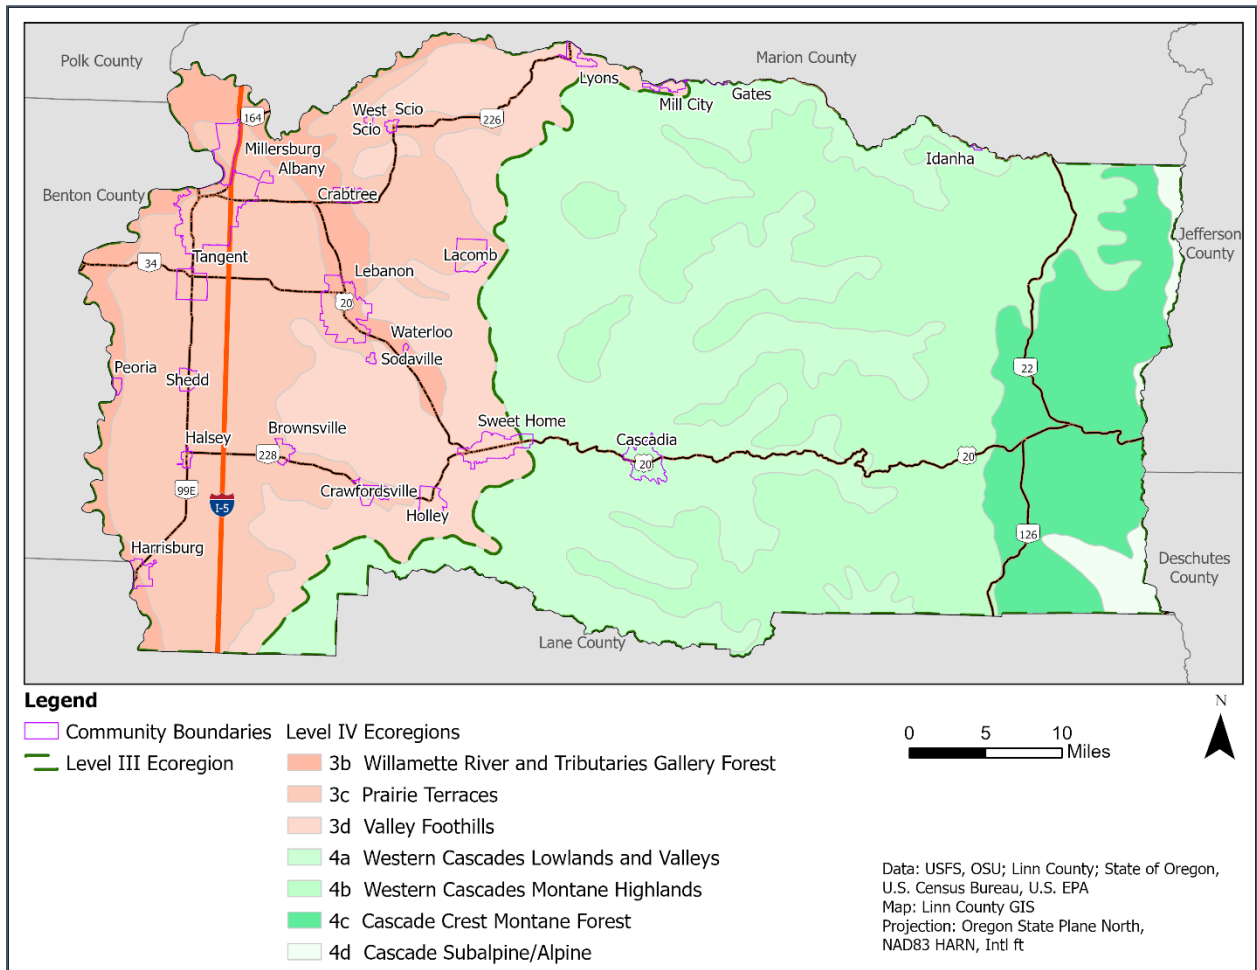 Polk County
Marion County
Lyons
Mill City
Gates
164
West Scio
Scio
226
Millersburg
Albany
Idanha
Benton County
Crabtree
Jefferson
County
34
Tangent
Lacomb
Lebanon
20
Waterloo
Sodaville
Peoria
Shedd
22
Sweet Home
Halsey
Brownsville
Cascadia
228
20
20
99E
Crawfordsville
I-5
Holley
126
Harrisburg
Deschutes
County
Lane County
Legend
Community Boundaries
Level III Ecoregion
Level IV Ecoregions
3b Willamette River and Tributaries Gallery Forest
3c Prairie Terraces
3d Valley Foothills
4a Western Cascades Lowlands and Valleys
4b Western Cascades Montane Highlands
4c Cascade Crest Montane Forest
4d Cascade Subalpine/Alpine
0 5 10
Miles
N
Data: USFS, OSU; Linn County; State of Oregon,
U.S. Census Bureau, U.S. EPA
Map: Linn County GIS
Projection: Oregon State Plane North,
NAD83 HARN, Intl ft